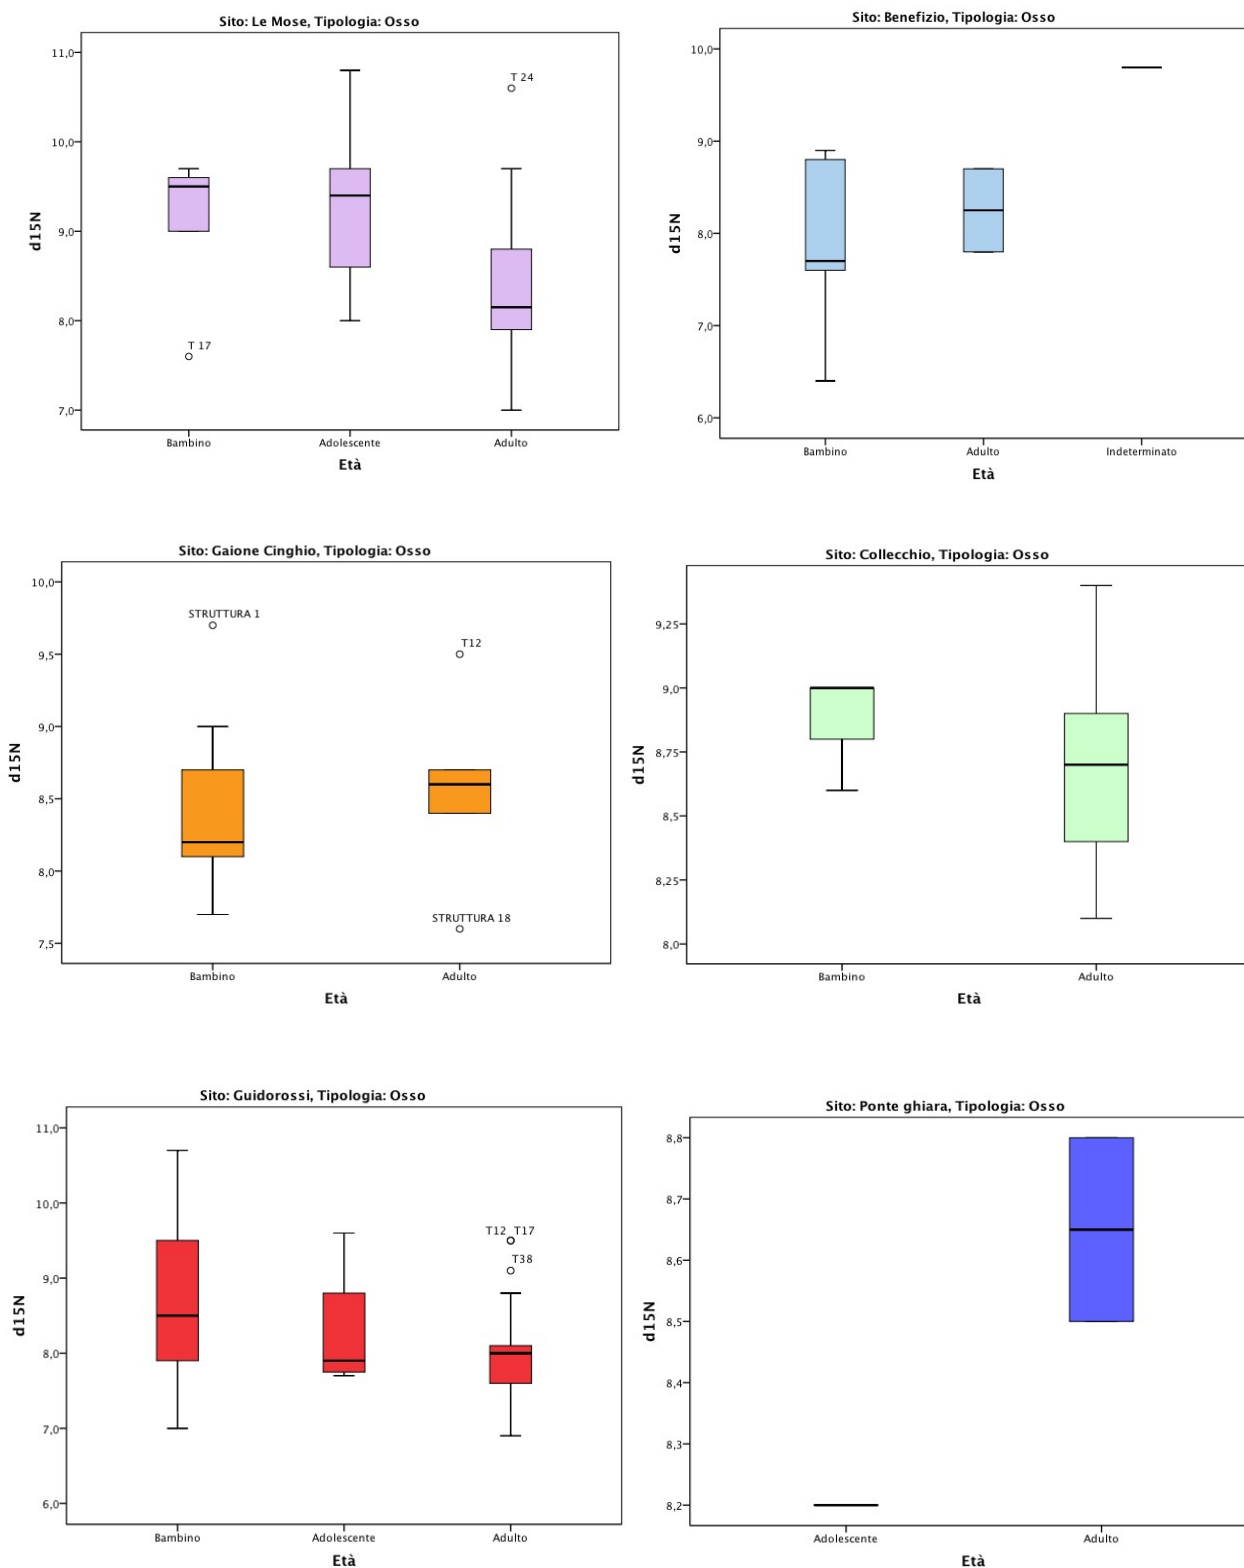 Sito: Le Mose, Tipologia: Osso
11,0
10,0
9,0
8,0
7,0
d15N
T 24
T 17
Bambino
Adolescente
Adulto
Età
Sito: Benefizio, Tipologia: Osso
10,0
9,0
8,0
7,0
6,0
d15N
Bambino
Adulto
Indeterminato
Età
Sito: Gaione Cinghio, Tipologia: Osso
10,0
9,5
9,0
8,5
8,0
7,5
d15N
STRUTTURA 1
T12
STRUTTURA 18
Bambino
Adulto
Età
Sito: Collecchio, Tipologia: Osso
9,25
9,0
8,75
8,5
8,25
8,0
d15N
Bambino
Adulto
Età
Sito: Guidorossi, Tipologia: Osso
11,0
10,0
9,0
8,0
7,0
6,0
d15N
T12 T17
T38
Bambino
Adolescente
Adulto
Età
Sito: Ponte ghiara, Tipologia: Osso
8,8
8,7
8,6
8,5
8,4
8,3
8,2
d15N
Adolescente
Adulto
Età